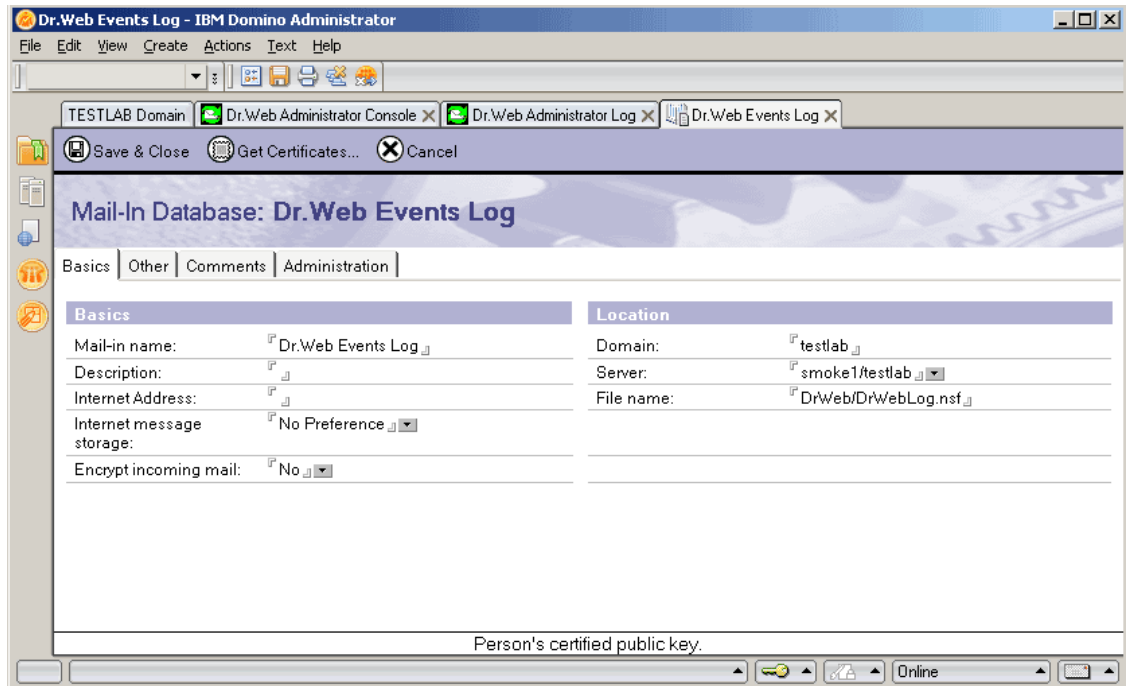 Dr.Web Events Log - IBM Domino Administrator
File Edit View Create Actions Text Help
TESTLAB Domain Dr.Web Administrator Console Dr.Web Administrator Log Dr.Web Events Log
Save & Close Get Certificates... Cancel
Mail-In Database: Dr.Web Events Log
Basics Other Comments Administration
Basics
Mail-in name: Dr.Web Events Log
Description:
Internet Address:
Internet message storage: No Preference
Encrypt incoming mail: No
Location
Domain: testlab
Server: smoke1/testlab
File name: DrWeb/DrWebLog.nsf
Person's certified public key.
Online